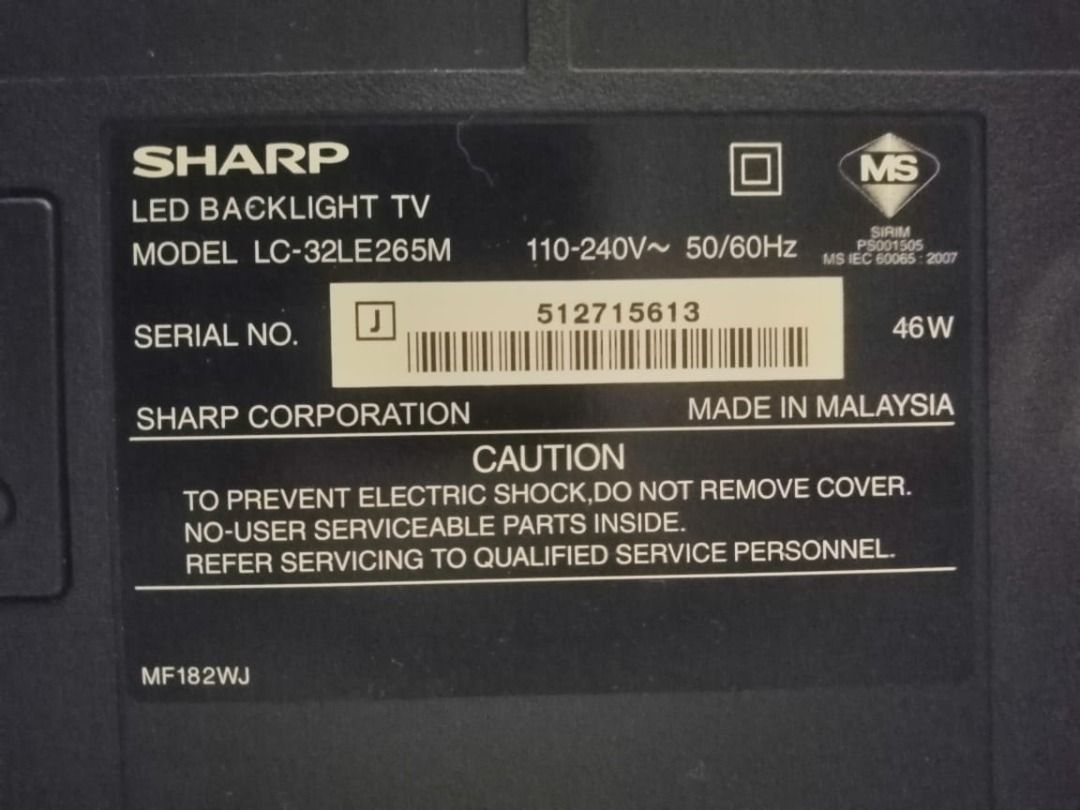 SHARP
LED BACKLIGHT TV
MODEL LC-32LE265M 110-240V~ 50/60Hz
MS
SIRIM
PS001505
MS IEC 60065 : 2007
SERIAL NO. J 512715613 46W
SHARP CORPORATION MADE IN MALAYSIA
CAUTION
TO PREVENT ELECTRIC SHOCK,DO NOT REMOVE COVER.
NO-USER SERVICEABLE PARTS INSIDE.
REFER SERVICING TO QUALIFIED SERVICE PERSONNEL.
MF182WJ